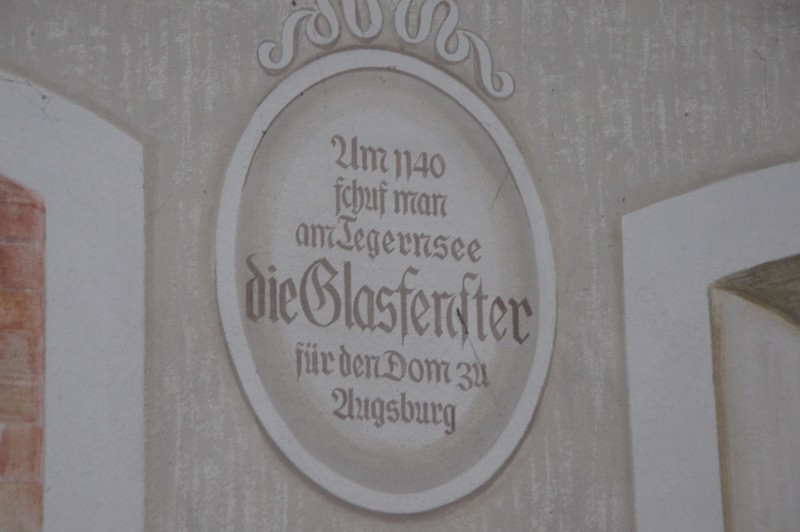 Um 1140
schuf man
am Tegernsee
die Glasfenster
für den Dom zu
Augsburg